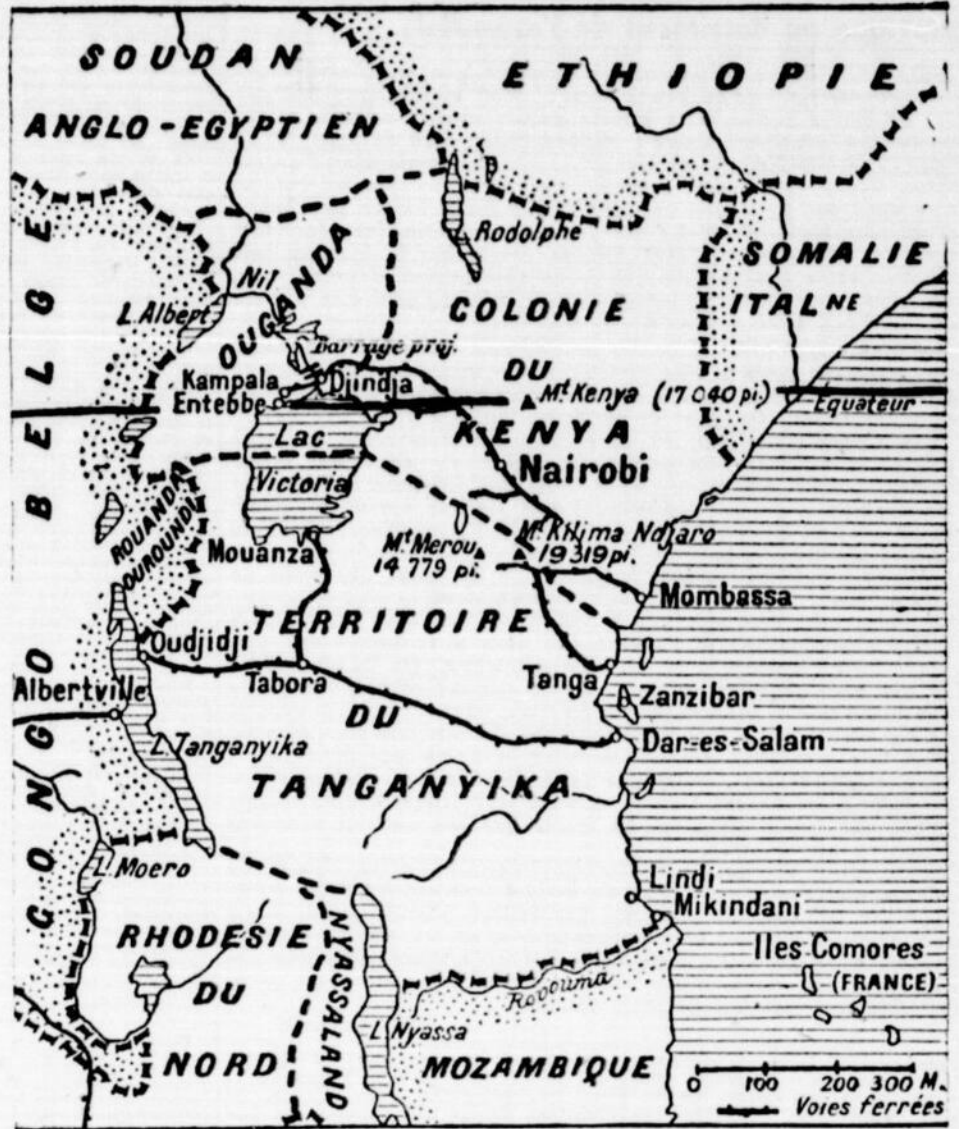 SOUDAN
ANGLO-EGYPTIEN
ETHIOPIE
Rodolphe
SOMALIE
ITALNE
Nil
L. Albert
OUGANDA
COLONIE
DU
KENYA
Barrage proj.
Kampala
Djindja
Entebbe
Mt Kenya (17 040 pi.)
Équateur
Lac
Victoria
Nairobi
CONGO BELGE
ROUANDA
OUROUNDI
Mouanza
Mt Merou
14 779 pi.
Mt Kilima Ndjaro
19 319 pi.
Mombassa
TERRITOIRE
DU
TANGANYIKA
Oudjidji
Tabora
Tanga
Zanzibar
Albertville
L. Tanganyika
Dar-es-Salam
L. Moero
Lindi
Mikindani
RHODESIE
DU
NORD
NYASSALAND
L. Nyassa
Rovouma
MOZAMBIQUE
Iles Comores
(FRANCE)
0 100 200 300 M.
Voies ferrées